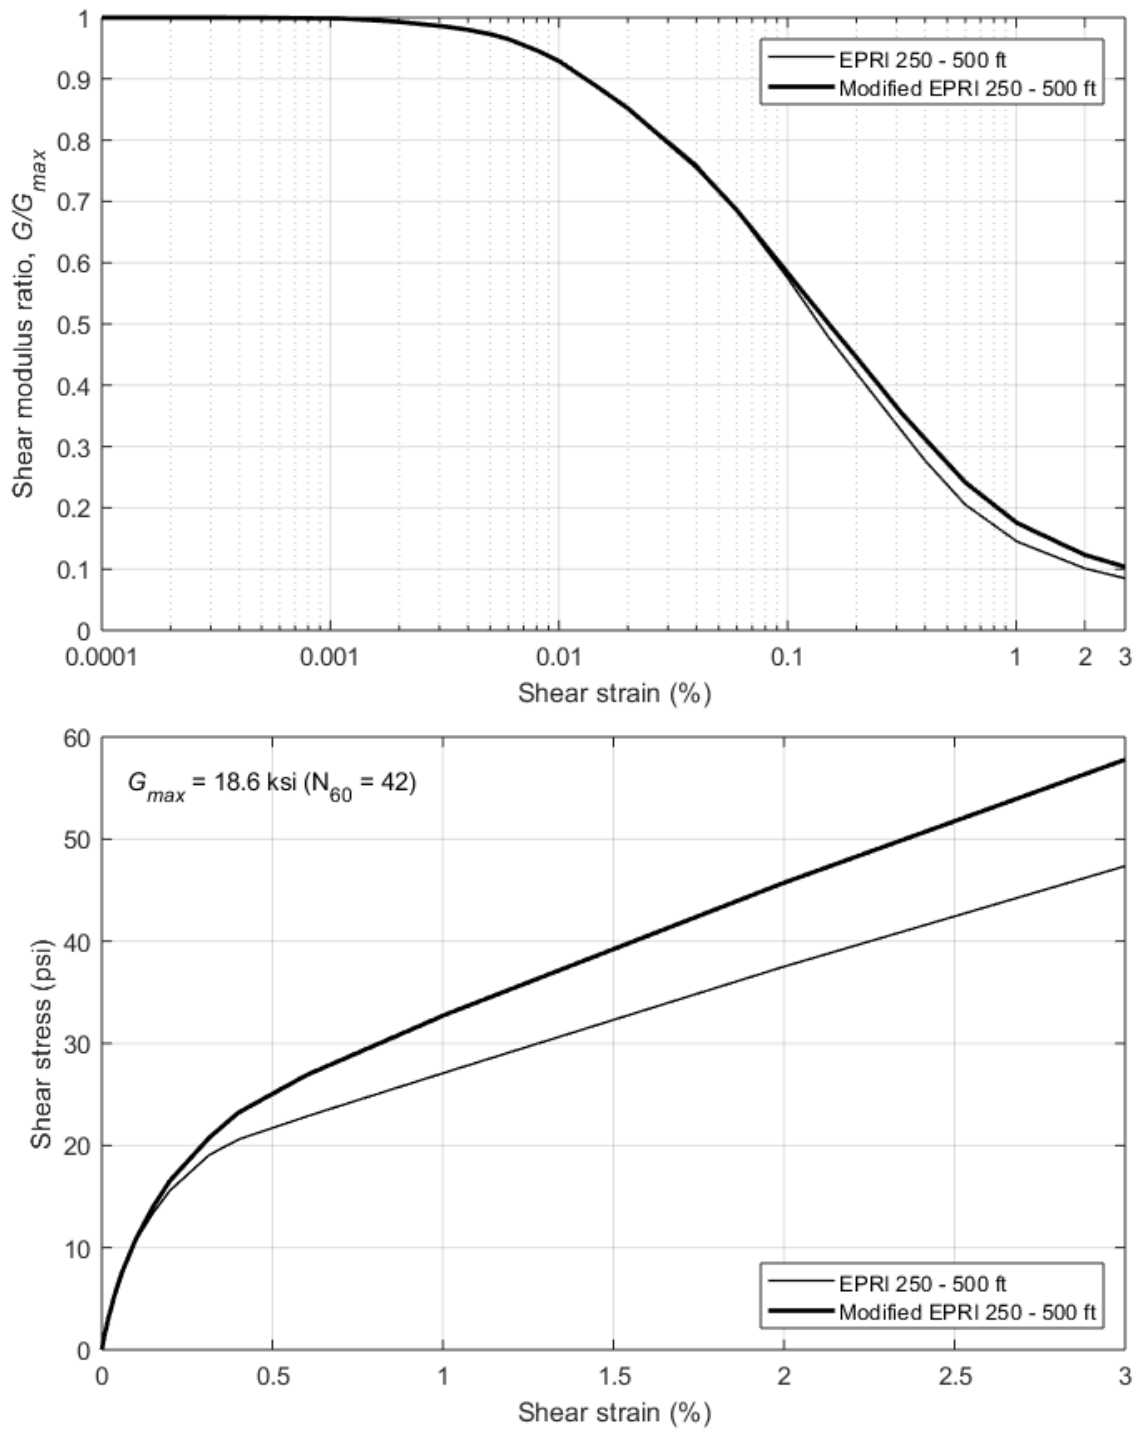 1
0.9
0.8
0.7
0.6
0.5
0.4
0.3
0.2
0.1
0
Shear modulus ratio, G/Gmax
EPRI 250 - 500 ft
Modified EPRI 250 - 500 ft
0.0001 0.001 0.01 0.1 1 2 3
Shear strain (%)
60
50
40
30
20
10
0
Shear stress (psi)
Gmax = 18.6 ksi (N60 = 42)
EPRI 250 - 500 ft
Modified EPRI 250 - 500 ft
0 0.5 1 1.5 2 2.5 3
Shear strain (%)